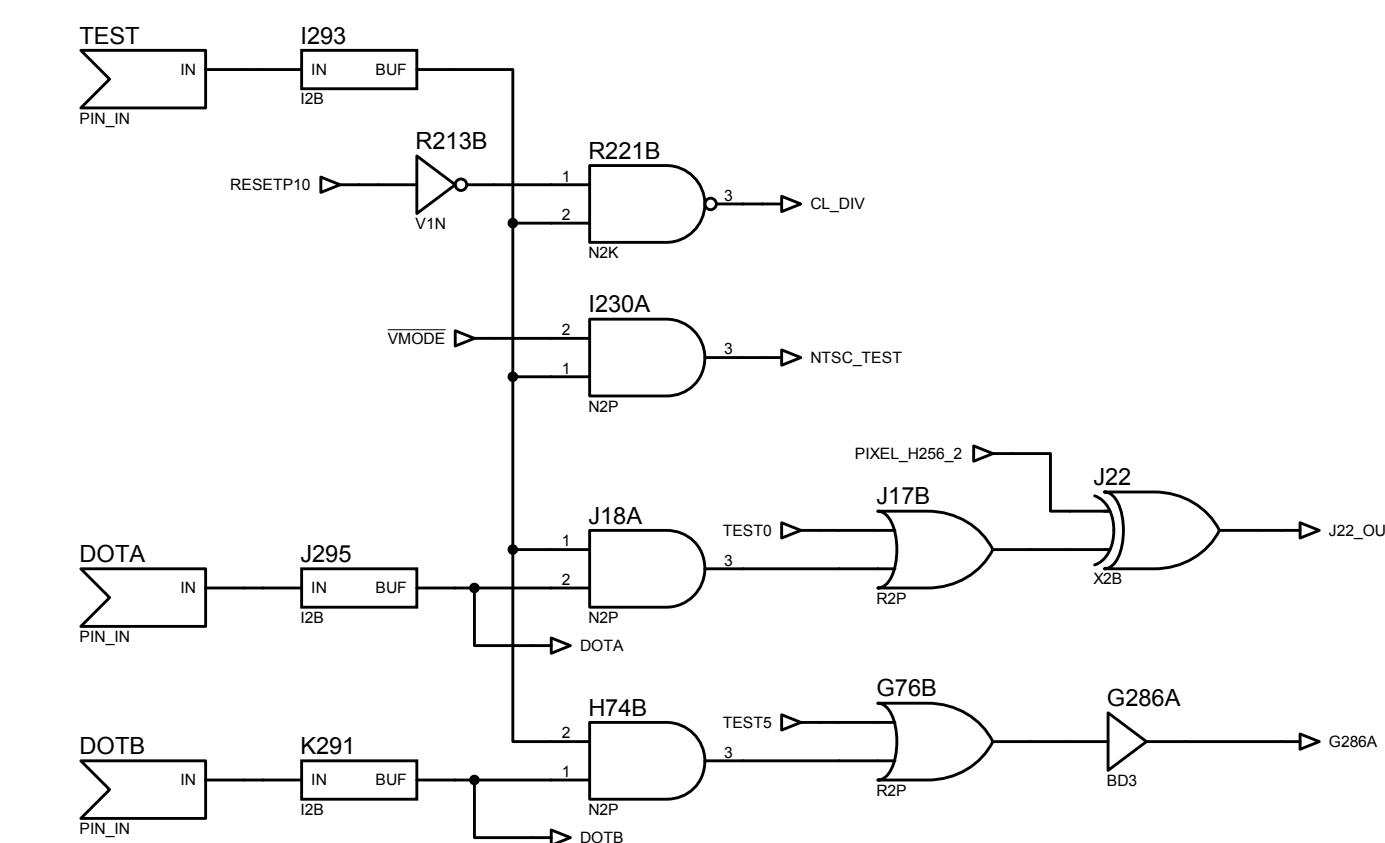 TEST
I293
IN
IN
BUF
PIN_IN
I2B
R213B
R221B
RESETP10
1
3
CL_DIV
2
V1N
N2K
I230A
VMODE
2
3
NTSC_TEST
1
N2P
PIXEL_H256_2
J22
J17B
J18A
TEST0
J22_OU
1
DOTA
J295
3
IN
IN
BUF
2
X2B
R2P
I2B
N2P
PIN_IN
DOTA
G76B
G286A
H74B
TEST5
2
G286A
DOTB
K291
3
IN
IN
BUF
1
BD3
R2P
I2B
N2P
PIN_IN
DOTB